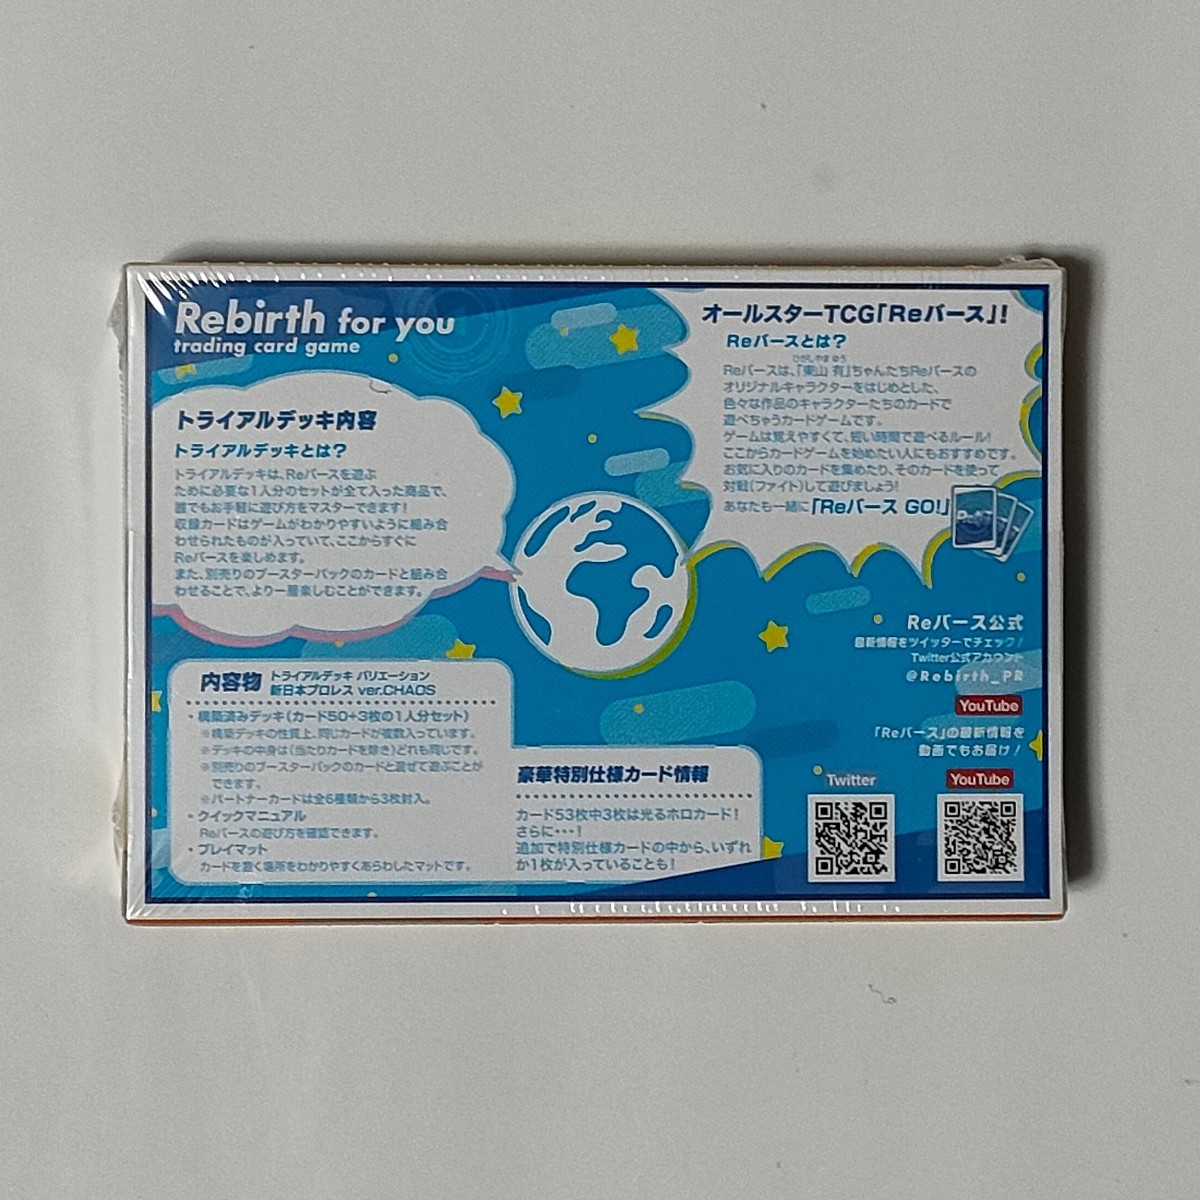 Rebirth for you
trading card game
トライアルデッキ内容
トライアルデッキとは?
トライアルデッキは、Reバースを遊ぶ
ために必要な1人分のセットが全て入った商品で、
誰でもお手軽に遊び方をマスターできます!
収録カードはゲームがわかりやすいように組み合
わせられたものが入っていて、ここからすぐに
Reバースを楽しめます。
また、別売りのブースターパックのカードと組み合
わせることで、より一層楽しむことができます。
内容物
トライアルデッキ バリエーション
新日本プロレス ver.CHAOS
・構築済みデッキ(カード50+3枚の1人分セット)
※構築デッキの性質上、同じカードが複数入っています。
※デッキの中身は(当たりカードを除き)どれも同じです。
※別売りのブースターパックのカードと混ぜて遊ぶことが
できます。
※パートナーカードは全6種類から3枚封入。
・クイックマニュアル
Reバースの遊び方を確認できます。
・プレイマット
カードを置く場所をわかりやすくあらわしたマットです。
豪華特別仕様カード情報
カード53枚中3枚は光るホロカード!
さらに・・・!
追加で特別仕様カードの中から、いずれ
か1枚が入っていることも!
オールスターTCG「Reバース」!
Reバースとは?
ひがしやま ゆう
Reバースは、「東山 有」ちゃんたちReバースの
オリジナルキャラクターをはじめとした、
色々な作品のキャラクターたちのカードで
遊べちゃうカードゲームです。
ゲームは覚えやすくて、短い時間で遊べるルール!
ここからカードゲームを始めたい人にもおすすめです。
お気に入りのカードを集めたり、そのカードを使って
対戦(ファイト)して遊びましょう!
あなたも一緒に「Reバース GO!」
Reバース公式
最新情報をツイッターでチェック!
Twitter公式アカウント
@Rebirth_PR
YouTube
「Reバース」の最新情報を
動画でもお届け!
Twitter
YouTube